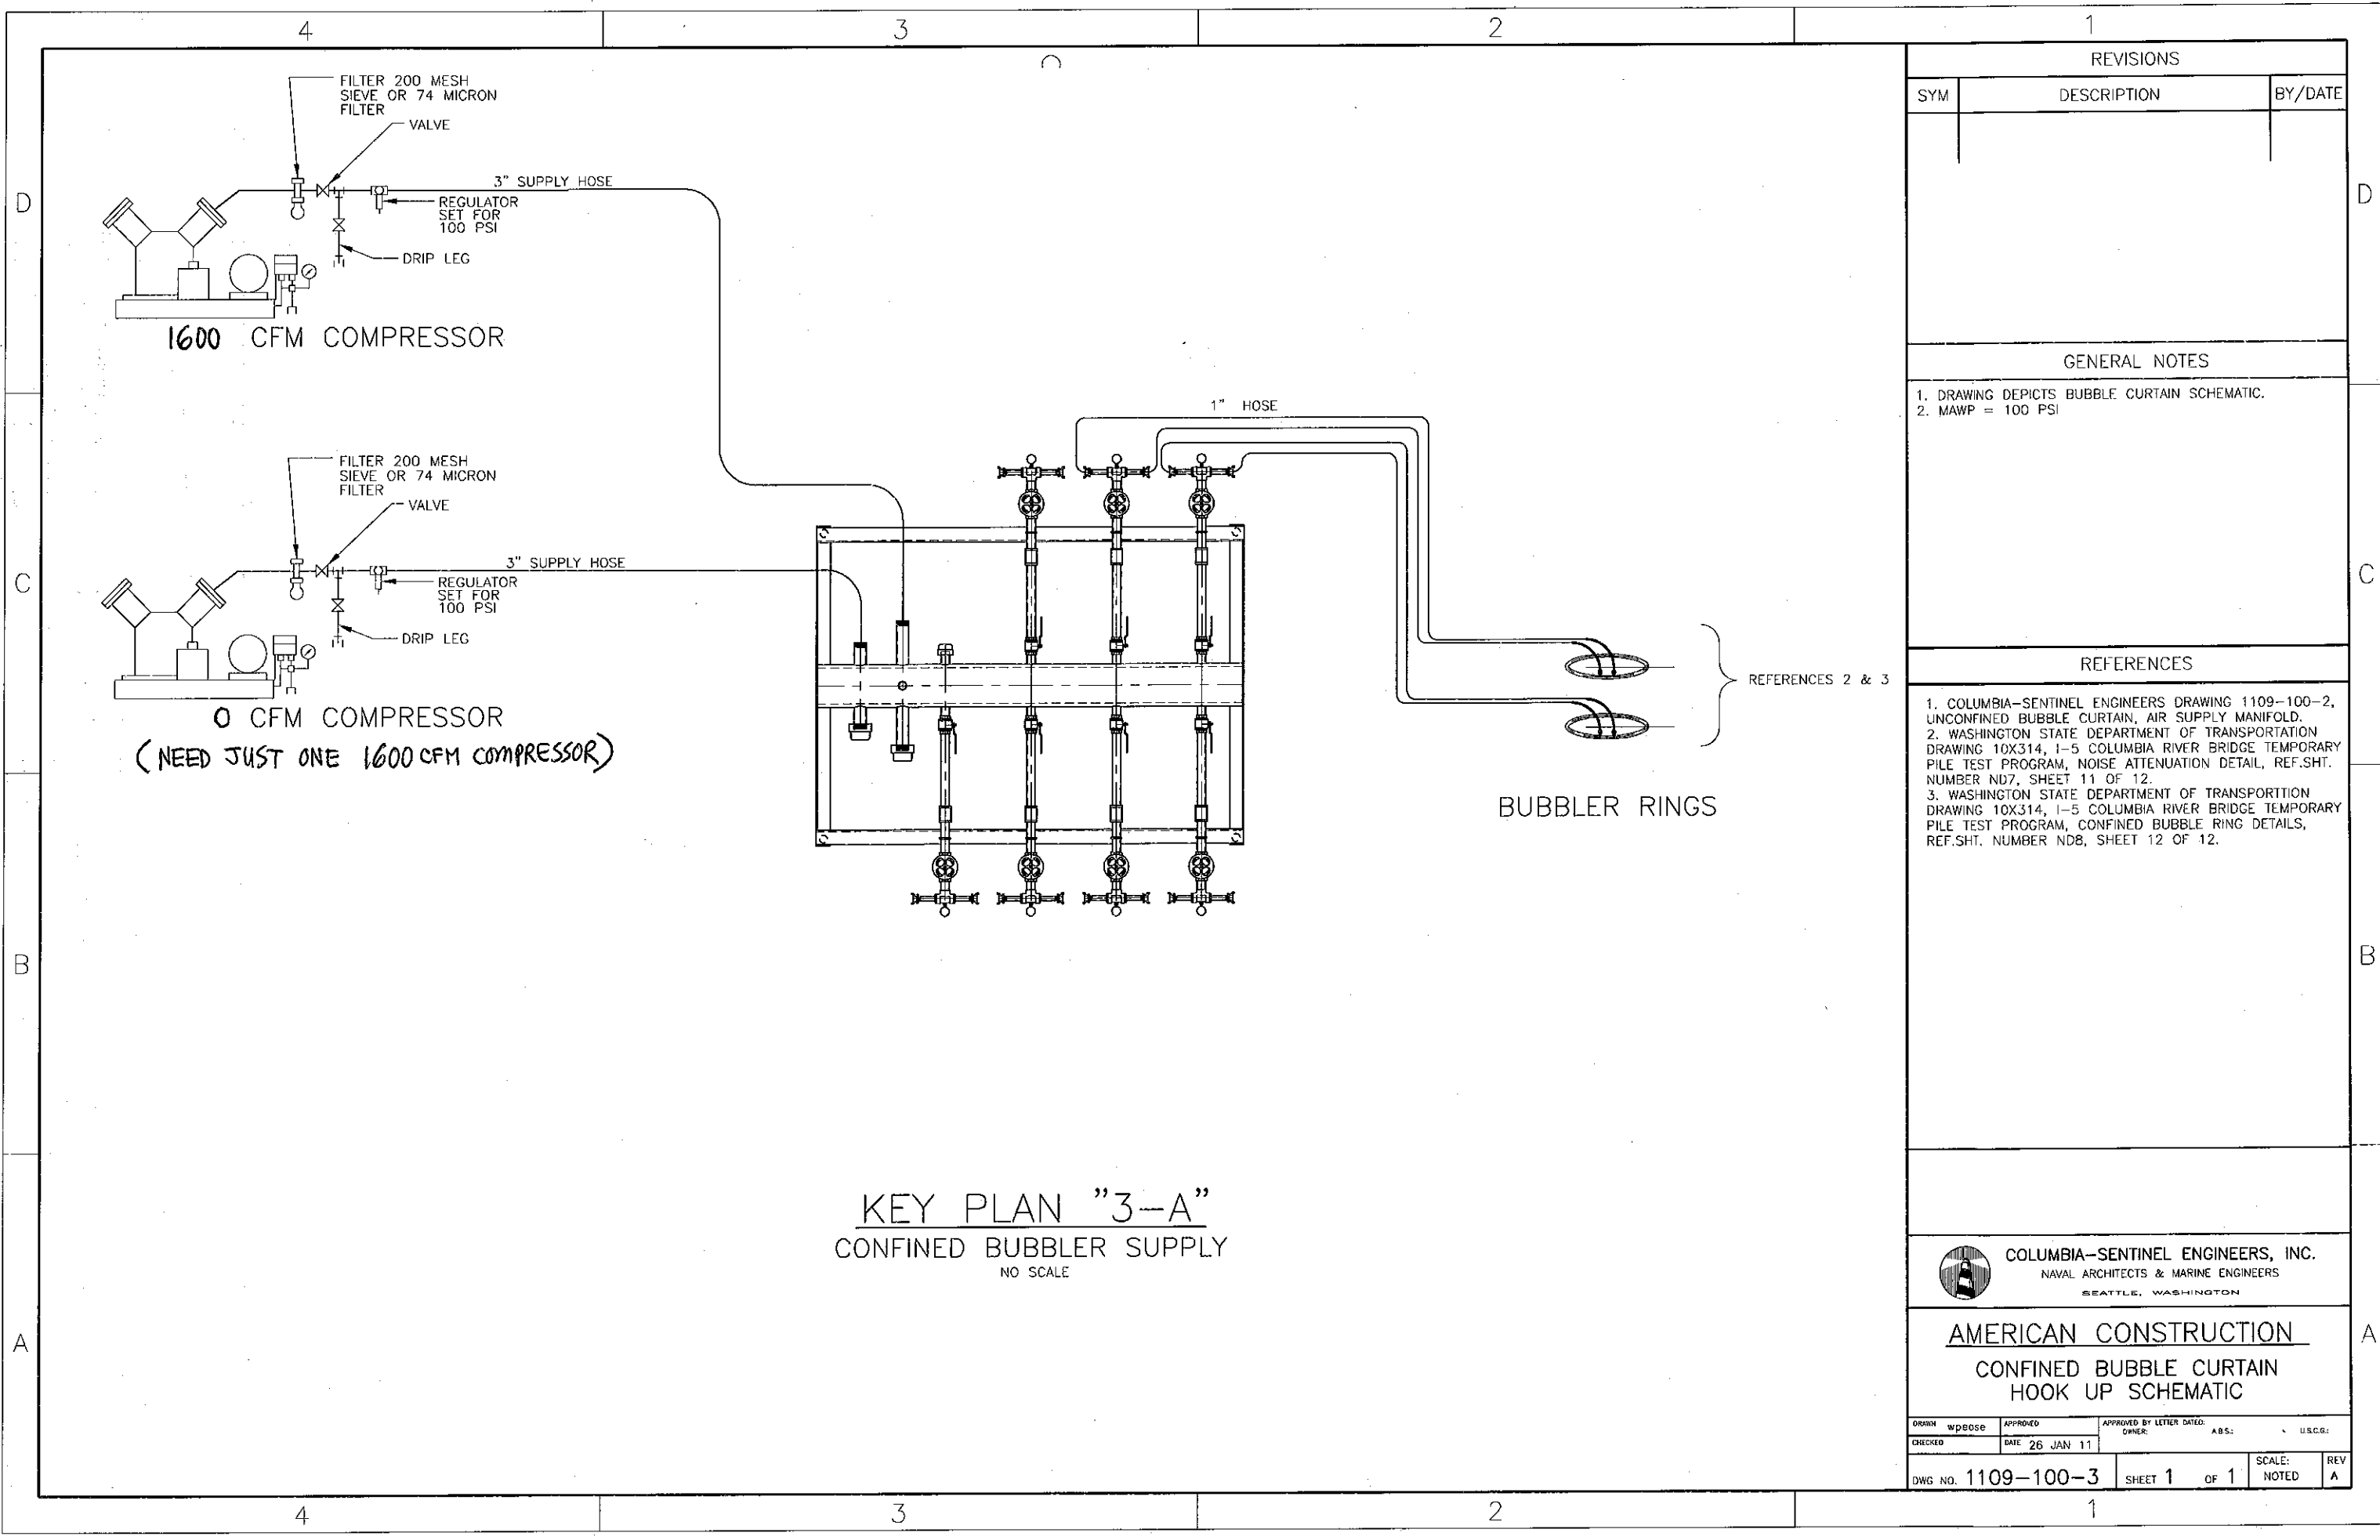 4 3 2 1
FILTER 200 MESH
SIEVE OR 74 MICRON
FILTER
VALVE
3" SUPPLY HOSE
REGULATOR
SET FOR
100 PSI
DRIP LEG
1600 CFM COMPRESSOR
FILTER 200 MESH
SIEVE OR 74 MICRON
FILTER
VALVE
3" SUPPLY HOSE
REGULATOR
SET FOR
100 PSI
DRIP LEG
0 CFM COMPRESSOR
(NEED JUST ONE 1600 CFM COMPRESSOR)
1" HOSE
REFERENCES 2 & 3
BUBBLER RINGS
KEY PLAN "3-A"
CONFINED BUBBLER SUPPLY
NO SCALE
REVISIONS
SYM DESCRIPTION BY/DATE
GENERAL NOTES
1. DRAWING DEPICTS BUBBLE CURTAIN SCHEMATIC.
2. MAWP = 100 PSI
REFERENCES
1. COLUMBIA-SENTINEL ENGINEERS DRAWING 1109-100-2,
UNCONFINED BUBBLE CURTAIN, AIR SUPPLY MANIFOLD.
2. WASHINGTON STATE DEPARTMENT OF TRANSPORTATION
DRAWING 10X314, I-5 COLUMBIA RIVER BRIDGE TEMPORARY
PILE TEST PROGRAM, NOISE ATTENUATION DETAIL, REF.SHT.
NUMBER ND7, SHEET 11 OF 12.
3. WASHINGTON STATE DEPARTMENT OF TRANSPORTTION
DRAWING 10X314, I-5 COLUMBIA RIVER BRIDGE TEMPORARY
PILE TEST PROGRAM, CONFINED BUBBLE RING DETAILS,
REF.SHT. NUMBER ND8, SHEET 12 OF 12.
COLUMBIA-SENTINEL ENGINEERS, INC.
NAVAL ARCHITECTS & MARINE ENGINEERS
SEATTLE, WASHINGTON
AMERICAN CONSTRUCTION
CONFINED BUBBLE CURTAIN
HOOK UP SCHEMATIC
DRAWN wpeose APPROVED APPROVED BY LETTER DATED:
OWNER: A.B.S.: U.S.C.G.:
CHECKED DATE 26 JAN 11
DWG NO. 1109-100-3 SHEET 1 OF 1 SCALE: NOTED REV A
D D
C C
B B
A A
4 3 2 1